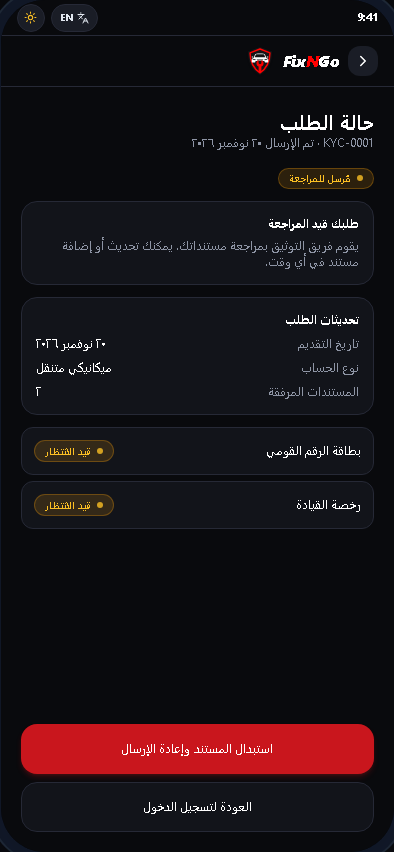 9:41
EN
FixNGo
حالة الطلب
KYC-0001 · تم الإرسال ٢٠ نوفمبر ٢٠٢٦
مُرسل للمراجعة
طلبك قيد المراجعة
يقوم فريق التوثيق بمراجعة مستنداتك. يمكنك تحديث أو إضافة
مستند في أي وقت.
تحديثات الطلب
تاريخ التقديم ٢٠ نوفمبر ٢٠٢٦
نوع الحساب ميكانيكي متنقل
المستندات المرفقة ٢
بطاقة الرقم القومي قيد الانتظار
رخصة القيادة قيد الانتظار
استبدال المستند وإعادة الإرسال
العودة لتسجيل الدخول